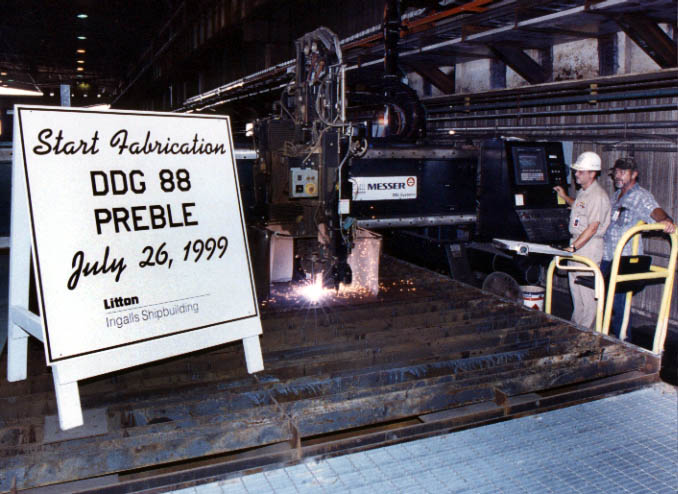 Start Fabrication
DDG 88
PREBLE
July 26, 1999
Litton
Ingalls Shipbuilding
MESSER